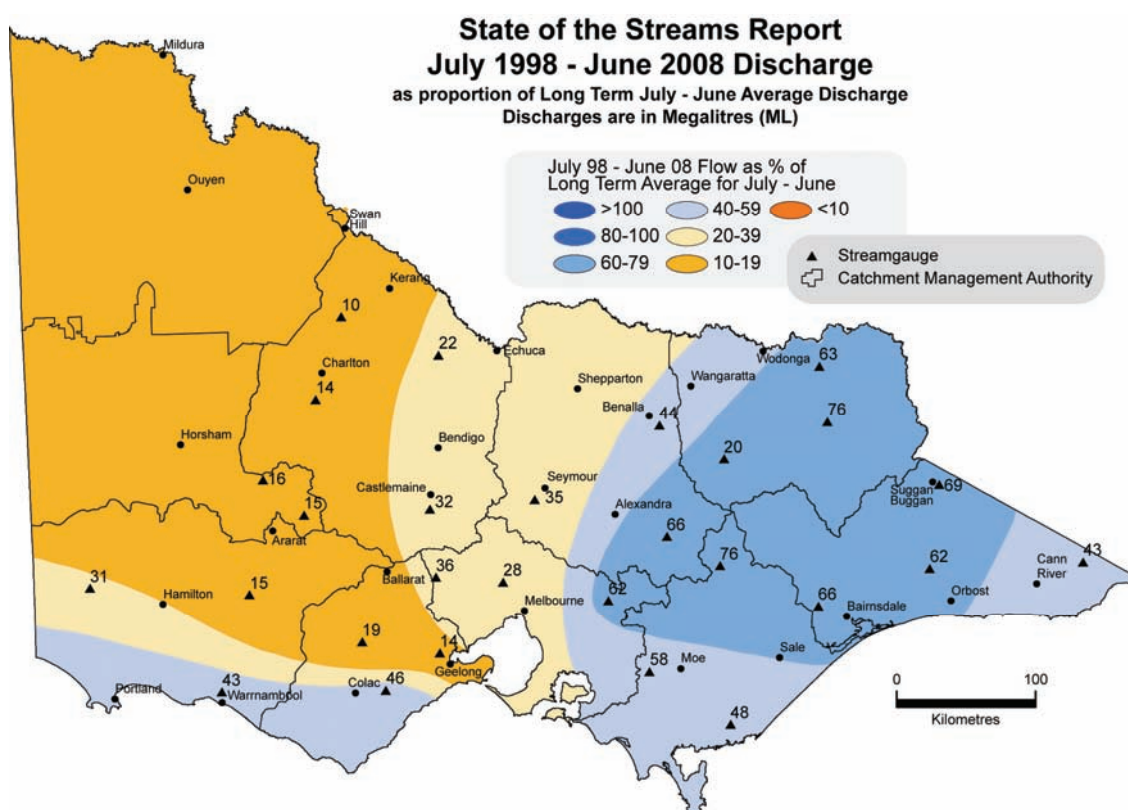 State of the Streams Report
July 1998 - June 2008 Discharge
as proportion of Long Term July - June Average Discharge
Discharges are in Megalitres (ML)
July 98 - June 08 Flow as % of
Long Term Average for July - June
>100 40-59 <10
80-100 20-39
60-79 10-19
Streamgauge
Catchment Management Authority
Mildura
Ouyen
Swan
Hill
Kerang
10
22
Echuca
Charlton
14
Shepparton
Wodonga
63
Wangaratta
Benalla
44
76
Horsham
Bendigo
20
16
Castlemaine
32
Seymour
35
Suggan
Buggan
69
15
Ararat
Alexandra
66
76
62
43
Cann
River
31
Hamilton
15
Ballarat
36
28
Melbourne
62
66
Bairnsdale
Orbost
19
14
Geelong
58
Moe
Sale
Portland
43
Warrnambool
Colac
46
48
0 100
Kilometres